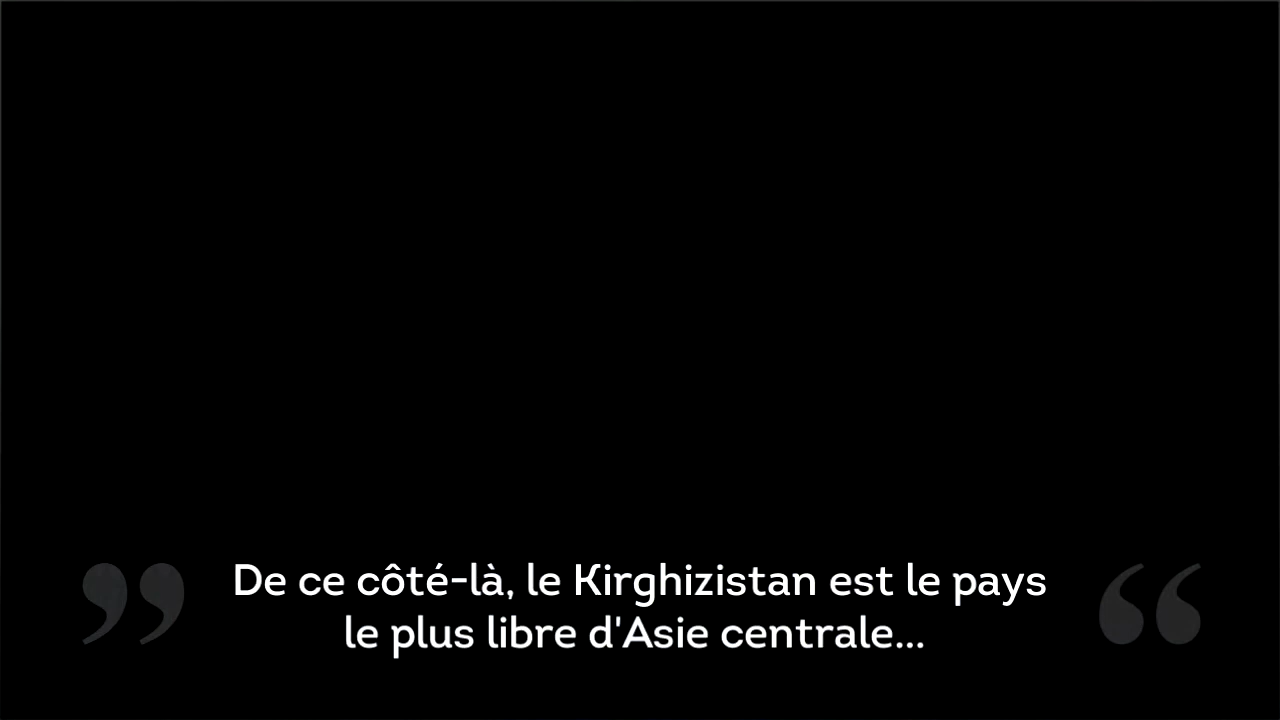 De ce côté-là, le Kirghizistan est le pays
le plus libre d'Asie centrale...